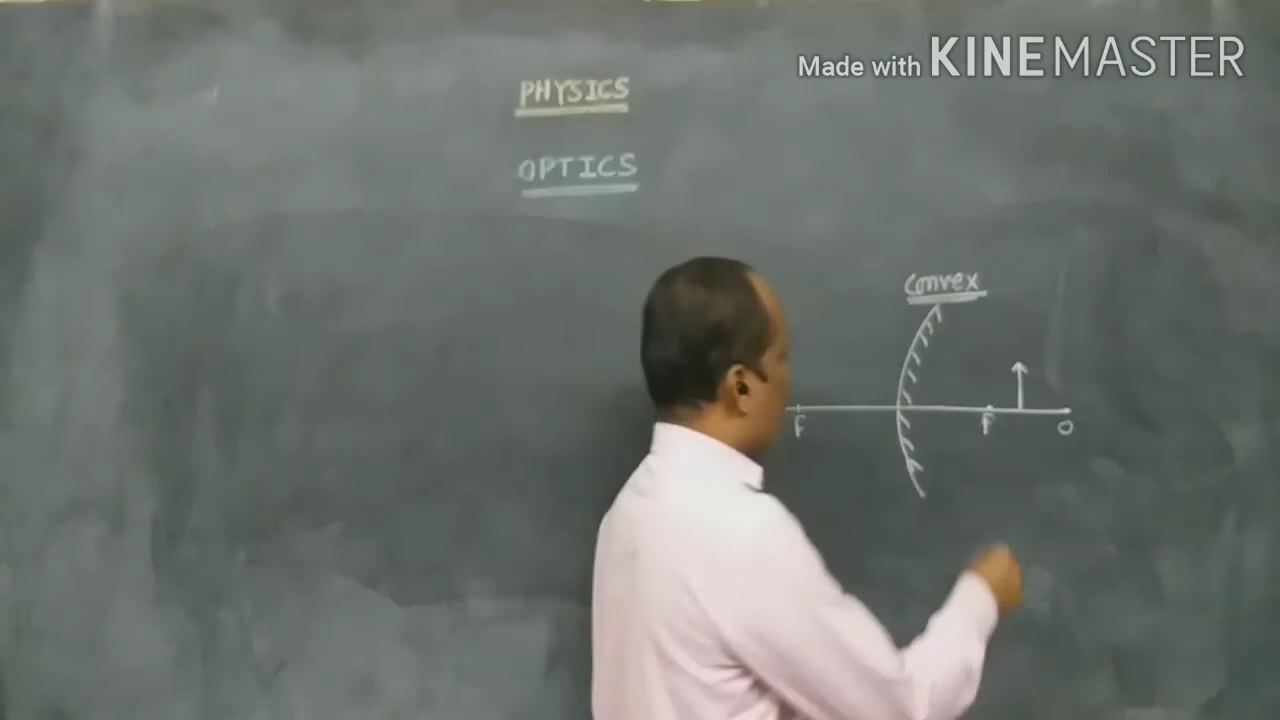 Made with KINEMASTER
PHYSICS
OPTICS
Convex
F F O